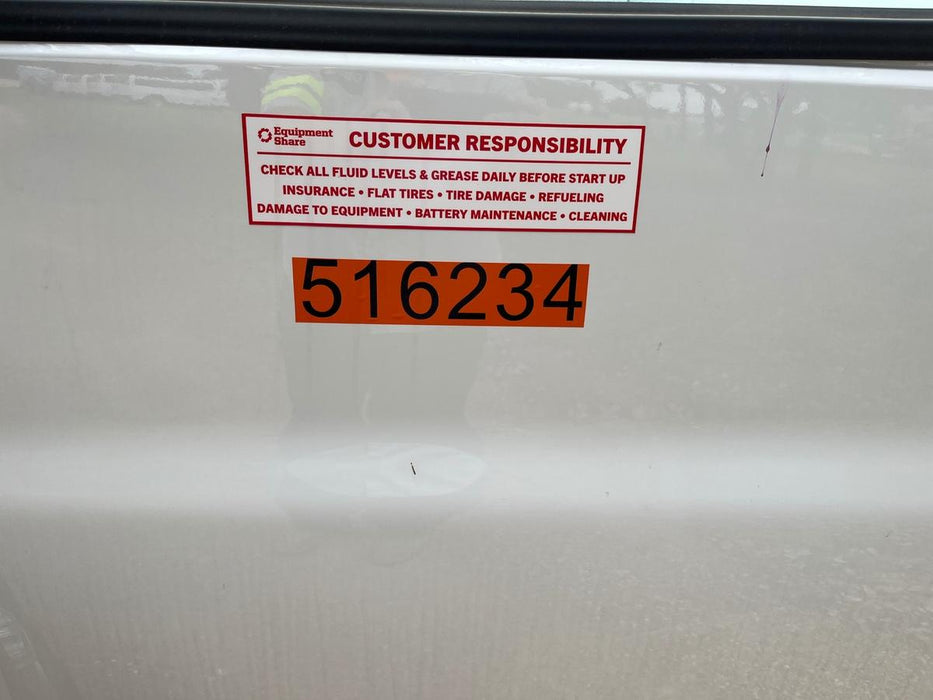 Equipment
Share
CUSTOMER RESPONSIBILITY
CHECK ALL FLUID LEVELS & GREASE DAILY BEFORE START UP
INSURANCE • FLAT TIRES • TIRE DAMAGE • REFUELING
DAMAGE TO EQUIPMENT • BATTERY MAINTENANCE • CLEANING
516234